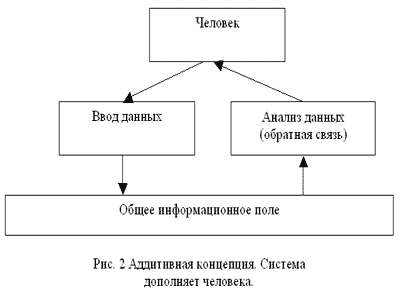 Человек
Ввод данных
Анализ данных
(обратная связь)
Общее информационное поле
Рис. 2 Аддитивная концепция. Система
дополняет человека.